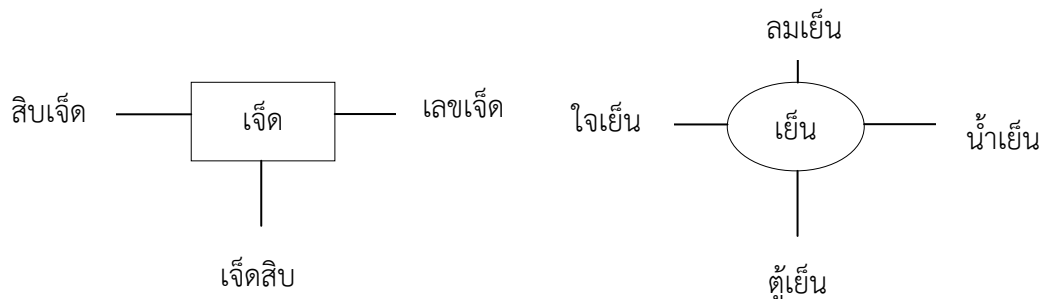 สิบเจ็ด
เจ็ด
เลขเจ็ด
เจ็ดสิบ
ลมเย็น
ใจเย็น
เย็น
น้ำเย็น
ตู้เย็น